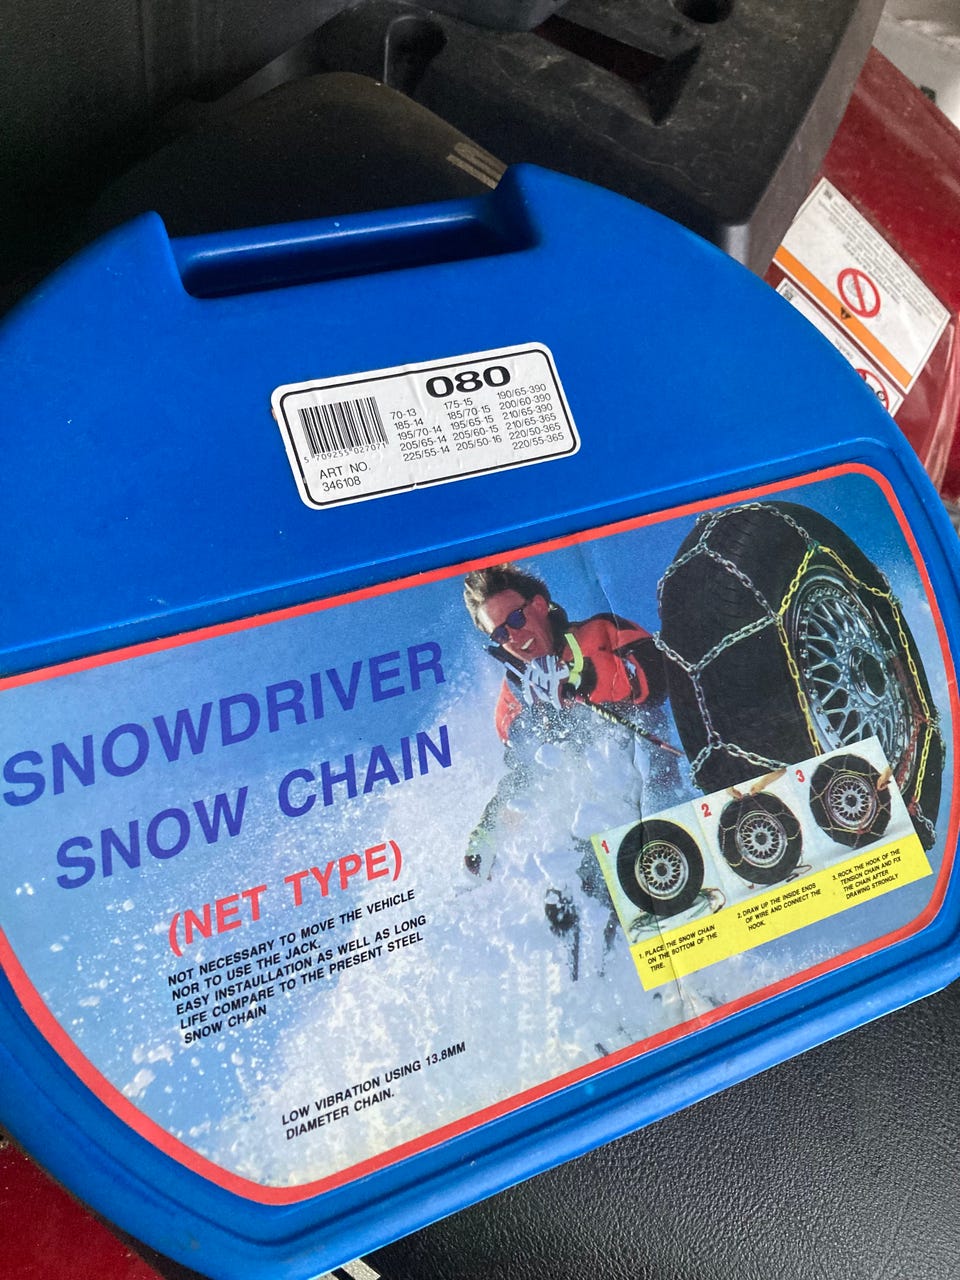 080
70-13 175-15 190/65-390
185-14 185/70-15 200/60-390
195/70-14 195/65-15 210/65-390
205/65-14 205/60-15 210/65-365
225/55-14 205/50-16 220/50-365
220/55-365
5 709255 027071
ART NO.
346108
SNOWDRIVER
SNOW CHAIN
(NET TYPE)
NOT NECESSARY TO MOVE THE VEHICLE
NOR TO USE THE JACK.
EASY INSTAULLATION AS WELL AS LONG
LIFE COMPARE TO THE PRESENT STEEL
SNOW CHAIN
LOW VIBRATION USING 13.8MM
DIAMETER CHAIN.
1
2
3
1. PLACE THE SNOW CHAIN
ON THE BOTTOM OF THE
TIRE.
2. DRAW UP THE INSIDE ENDS
OF WIRE AND CONNECT THE
HOOK.
3. ROCK THE HOOK OF THE
TENSION CHAIN AND FIX
THE CHAIN AFTER
DRAWING STRONGLY